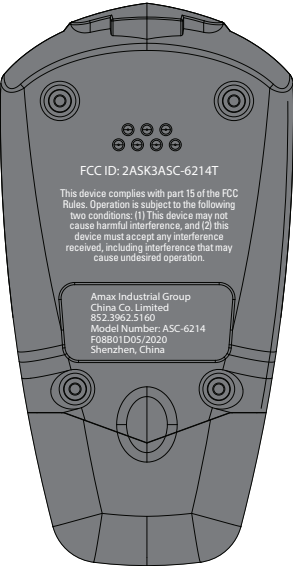 FCC ID: 2ASK3ASC-6214T
This device complies with part 15 of the FCC
Rules. Operation is subject to the following
two conditions: (1) This device may not
cause harmful interference, and (2) this
device must accept any interference
received, including interference that may
cause undesired operation.
Amax Industrial Group
China Co. Limited
852.3962.5160
Model Number: ASC-6214
F08B01D05/2020
Shenzhen, China